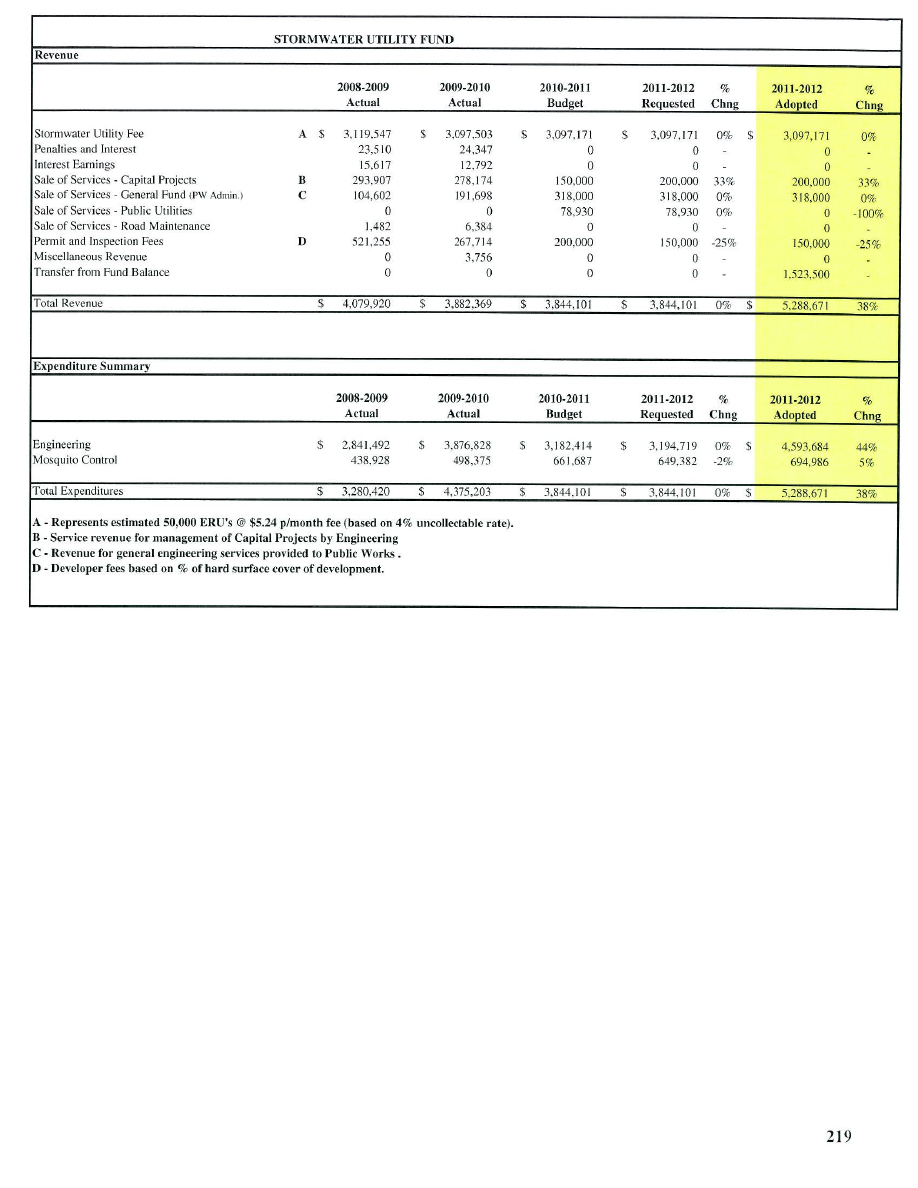 STORMWATER UTILITY FUND
Revenue
2008-2009 2009-2010 2010-2011 2011-2012 % 2011-2012 %
Actual Actual Budget Requested Chng Adopted Chng
Stormwater Utility Fee A $ 3,119,547 $ 3,097,503 $ 3,097,171 $ 3,097,171 0% $ 3,097,171 0%
Penalties and Interest 23,510 24,347 0 0 - 0 -
Interest Earnings 15,617 12,792 0 0 - 0 -
Sale of Services - Capital Projects B 293,907 278,174 150,000 200,000 33% 200,000 33%
Sale of Services - General Fund (PW Admin.) C 104,602 191,698 318,000 318,000 0% 318,000 0%
Sale of Services - Public Utilities 0 0 78,930 78,930 0% 0 -100%
Sale of Services - Road Maintenance 1,482 6,384 0 0 - 0 -
Permit and Inspection Fees D 521,255 267,714 200,000 150,000 -25% 150,000 -25%
Miscellaneous Revenue 0 3,756 0 0 - 0 -
Transfer from Fund Balance 0 0 0 0 - 1,523,500 -
Total Revenue $ 4,079,920 $ 3,882,369 $ 3,844,101 $ 3,844,101 0% $ 5,288,671 38%
Expenditure Summary
2008-2009 2009-2010 2010-2011 2011-2012 % 2011-2012 %
Actual Actual Budget Requested Chng Adopted Chng
Engineering $ 2,841,492 $ 3,876,828 $ 3,182,414 $ 3,194,719 0% $ 4,593,684 44%
Mosquito Control 438,928 498,375 661,687 649,382 -2% 694,986 5%
Total Expenditures $ 3,280,420 $ 4,375,203 $ 3,844,101 $ 3,844,101 0% $ 5,288,671 38%
A - Represents estimated 50,000 ERU's @ $5.24 p/month fee (based on 4% uncollectable rate).
B - Service revenue for management of Capital Projects by Engineering
C - Revenue for general engineering services provided to Public Works .
D - Developer fees based on % of hard surface cover of development.
219